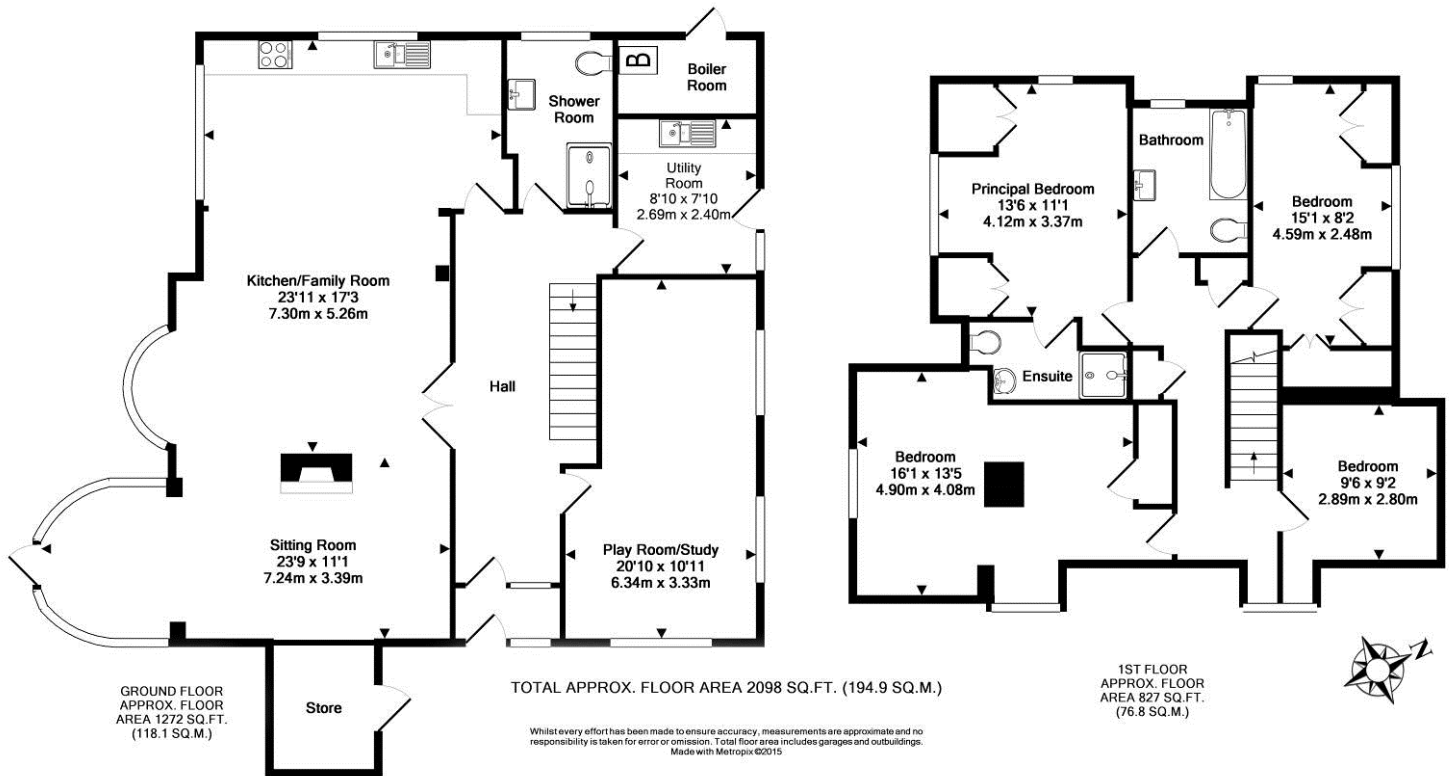 B
Boiler
Room
Shower
Room
Utility
Room
8'10 x 7'10
2.69m x 2.40m
Kitchen/Family Room
23'11 x 17'3
7.30m x 5.26m
Hall
Sitting Room
23'9 x 11'1
7.24m x 3.39m
Play Room/Study
20'10 x 10'11
6.34m x 3.33m
Store
GROUND FLOOR
APPROX. FLOOR
AREA 1272 SQ.FT.
(118.1 SQ.M.)
Bathroom
Principal Bedroom
13'6 x 11'1
4.12m x 3.37m
Bedroom
15'1 x 8'2
4.59m x 2.48m
Ensuite
Bedroom
16'1 x 13'5
4.90m x 4.08m
Bedroom
9'6 x 9'2
2.89m x 2.80m
1ST FLOOR
APPROX. FLOOR
AREA 827 SQ.FT.
(76.8 SQ.M.)
N
TOTAL APPROX. FLOOR AREA 2098 SQ.FT. (194.9 SQ.M.)
Whilst every effort has been made to ensure accuracy, measurements are approximate and no
responsibility is taken for error or omission. Total floor area includes garages and outbuildings.
Made with Metropix ©2015